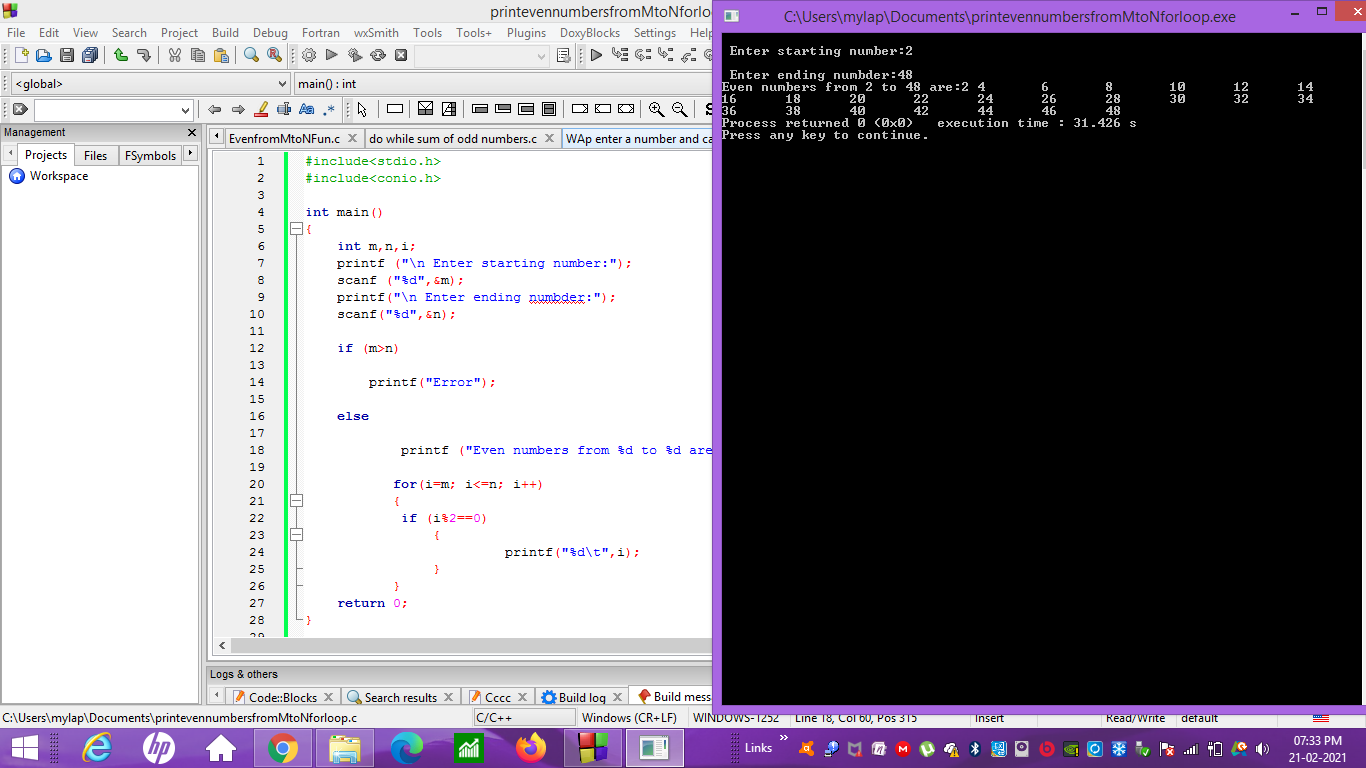 printevennumbersfromMtoNforloo
File Edit View Search Project Build Debug Fortran wxSmith Tools Tools+ Plugins DoxyBlocks Settings Help
<global>
main() : int
Management
Projects Files FSymbols
Workspace
EvenfromMtoNFun.c do while sum of odd numbers.c WAp enter a number and ca
1 #include<stdio.h>
2 #include<conio.h>
3
4 int main()
5 {
6 int m,n,i;
7 printf ("\n Enter starting number:");
8 scanf ("%d",&m);
9 printf("\n Enter ending numbder:");
10 scanf("%d",&n);
11
12 if (m>n)
13
14 printf("Error");
15
16 else
17
18 printf ("Even numbers from %d to %d are
19
20 for(i=m; i<=n; i++)
21 {
22 if (i%2==0)
23 {
24 printf("%d\t",i);
25 }
26 }
27 return 0;
28 }
29
Logs & others
Code::Blocks Search results Cccc Build log Build mess
C:\Users\mylap\Documents\printevennumbersfromMtoNforloop.c C/C++ Windows (CR+LF) WINDOWS-1252 Line 18, Col 60, Pos 315 Insert Read/Write default
C:\Users\mylap\Documents\printevennumbersfromMtoNforloop.exe
Enter starting number:2
Enter ending numbder:48
Even numbers from 2 to 48 are:2 4 6 8 10 12 14
16 18 20 22 24 26 28 30 32 34
36 38 40 42 44 46 48
Process returned 0 (0x0) execution time : 31.426 s
Press any key to continue.
Links
07:33 PM
21-02-2021